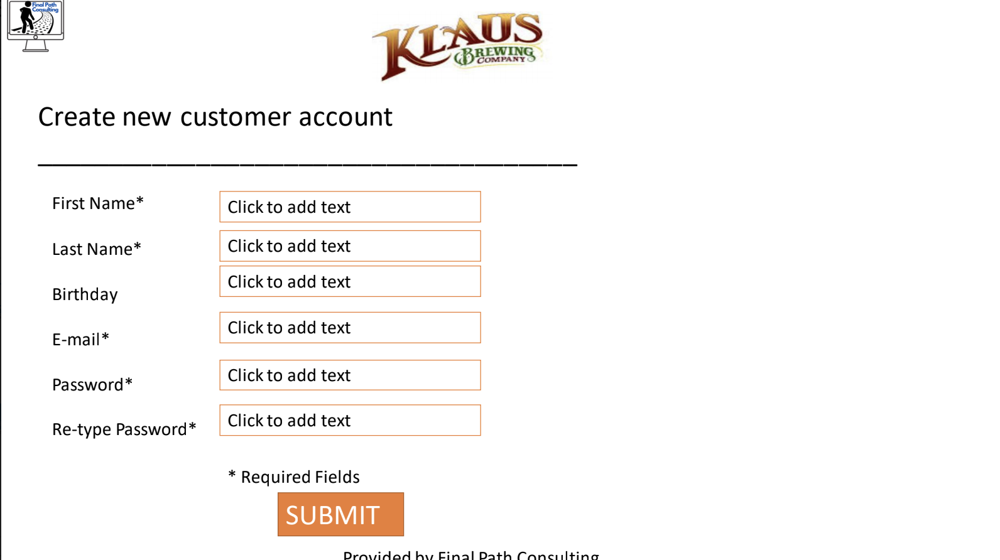 Final Path
Consulting
KLAUS
BREWING
COMPANY
Create new customer account
First Name*
Click to add text
Last Name*
Click to add text
Birthday
Click to add text
E-mail*
Click to add text
Password*
Click to add text
Re-type Password*
Click to add text
* Required Fields
SUBMIT
Provided by Final Path Consulting